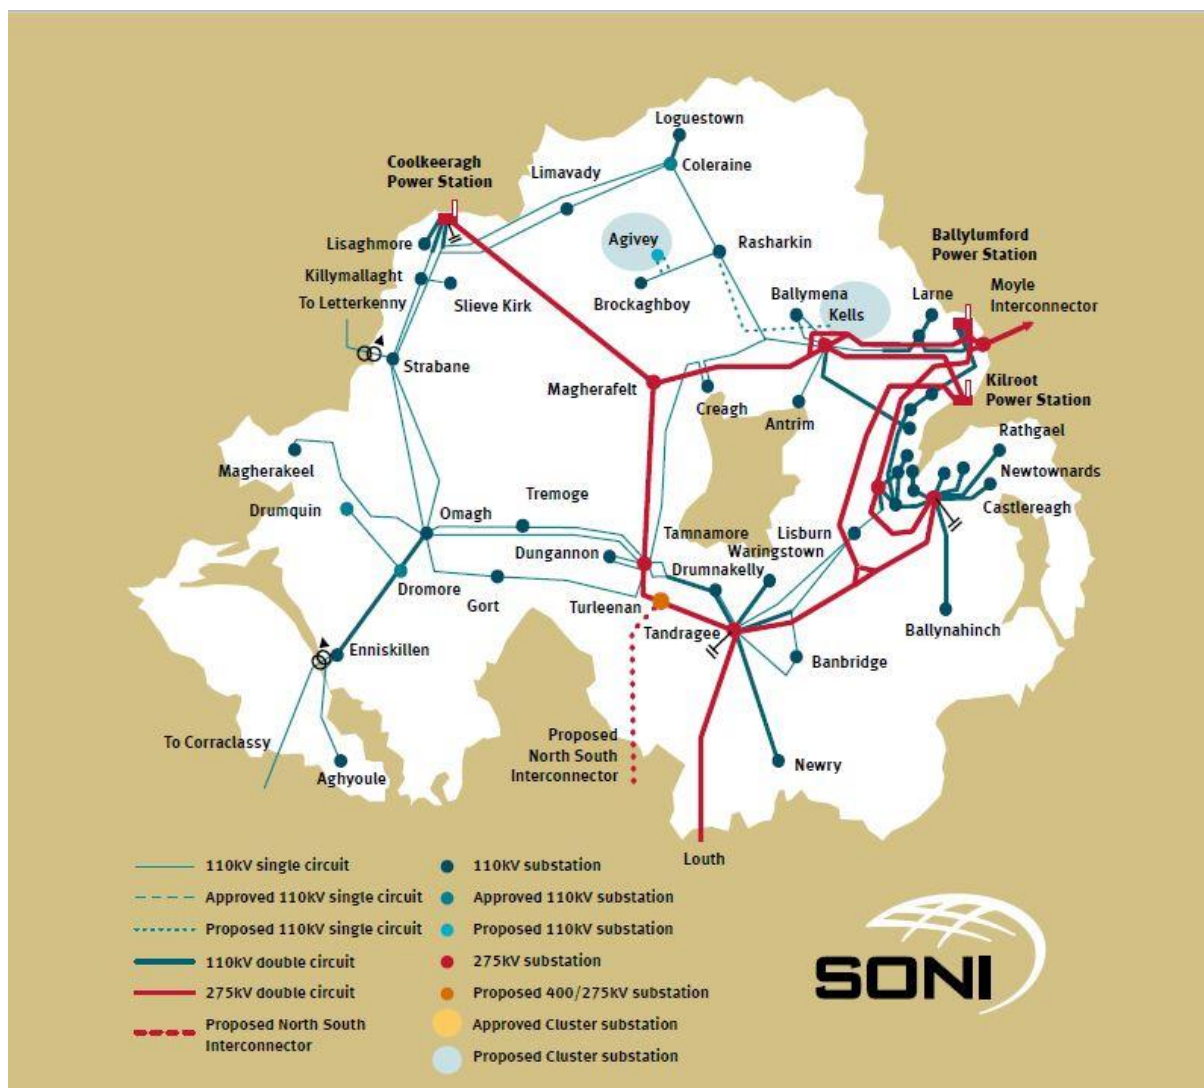 Loguestown
Coolkeeragh
Power Station
Limavady
Coleraine
Lisaghmore
Agivey
Rasharkin
Ballylumford
Power Station
Killymallaght
To Letterkenny
Slieve Kirk
Brockaghboy
Ballymena
Kells
Larne
Moyle
Interconnector
Strabane
Magherafelt
Creagh
Antrim
Kilroot
Power Station
Rathgael
Magherakeel
Newtownards
Drumquin
Tremoge
Castlereagh
Omagh
Tamnamore
Lisburn
Dungannon
Waringstown
Drumnakelly
Dromore
Gort
Turleenan
Tandragee
Ballynahinch
Enniskillen
Banbridge
To Corraclassy
Proposed
North South
Interconnector
Aghyoule
Newry
Louth
110kV single circuit
110kV substation
Approved 110kV single circuit
Approved 110kV substation
Proposed 110kV single circuit
Proposed 110kV substation
110kV double circuit
275kV substation
275kV double circuit
Proposed 400/275kV substation
Proposed North South
Interconnector
Approved Cluster substation
Proposed Cluster substation
SONI